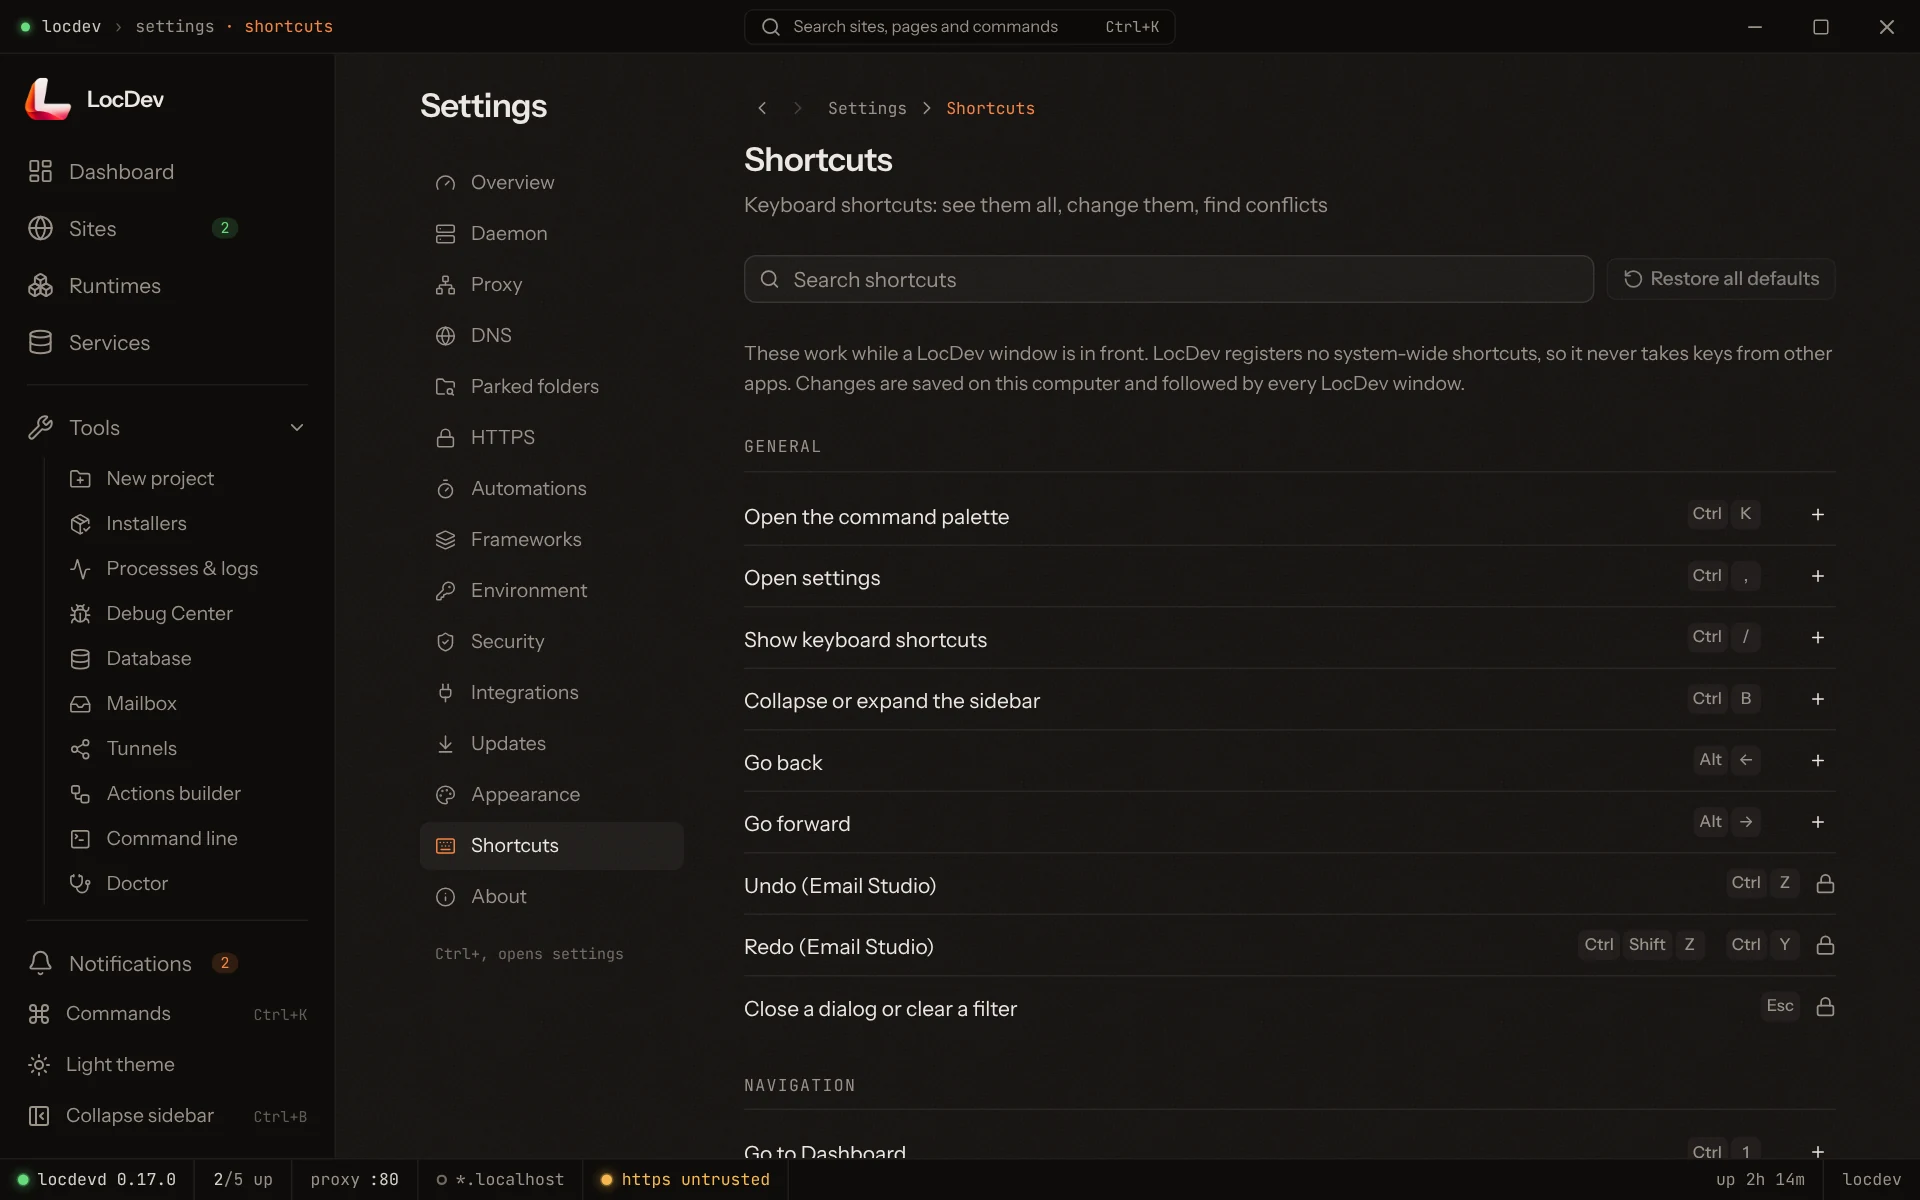 locdev › settings · shortcuts
Search sites, pages and commands Ctrl+K
LocDev
Dashboard
Sites 2
Runtimes
Services
Tools
New project
Installers
Processes & logs
Debug Center
Database
Mailbox
Tunnels
Actions builder
Command line
Doctor
Notifications 2
Commands Ctrl+K
Light theme
Collapse sidebar Ctrl+B
Settings
Overview
Daemon
Proxy
DNS
Parked folders
HTTPS
Automations
Frameworks
Environment
Security
Integrations
Updates
Appearance
Shortcuts
About
Ctrl+, opens settings
Settings > Shortcuts
Shortcuts
Keyboard shortcuts: see them all, change them, find conflicts
Search shortcuts
Restore all defaults
These work while a LocDev window is in front. LocDev registers no system-wide shortcuts, so it never takes keys from other
apps. Changes are saved on this computer and followed by every LocDev window.
GENERAL
Open the command palette Ctrl K +
Open settings Ctrl , +
Show keyboard shortcuts Ctrl / +
Collapse or expand the sidebar Ctrl B +
Go back Alt ← +
Go forward Alt → +
Undo (Email Studio) Ctrl Z
Redo (Email Studio) Ctrl Shift Z Ctrl Y
Close a dialog or clear a filter Esc
NAVIGATION
Go to Dashboard Ctrl 1 +
locdevd 0.17.0 2/5 up proxy :80 *.localhost https untrusted up 2h 14m locdev